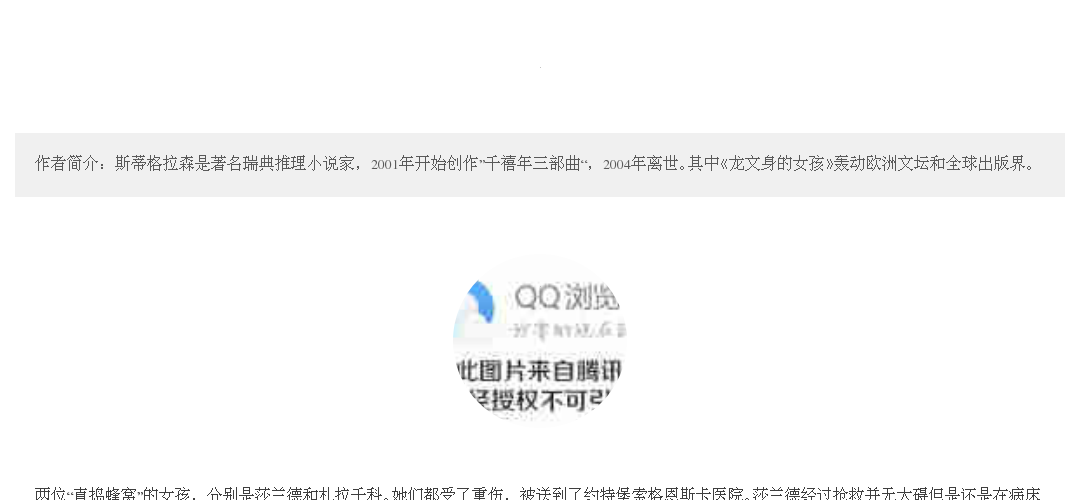 作者简介：斯蒂格拉森是著名瑞典推理小说家，2001年开始创作”千禧年三部曲“，2004年离世。其中《龙文身的女孩》轰动欧洲文坛和全球出版界。
QQ浏览
此图片来自腾讯
经授权不可引
两位“直捣蜂窝”的女孩，分别是莎兰德和札拉千科。她们都受了重伤，被送到了约特堡索格恩斯卡医院。莎兰德经过抢救并无大碍但是还是在病床